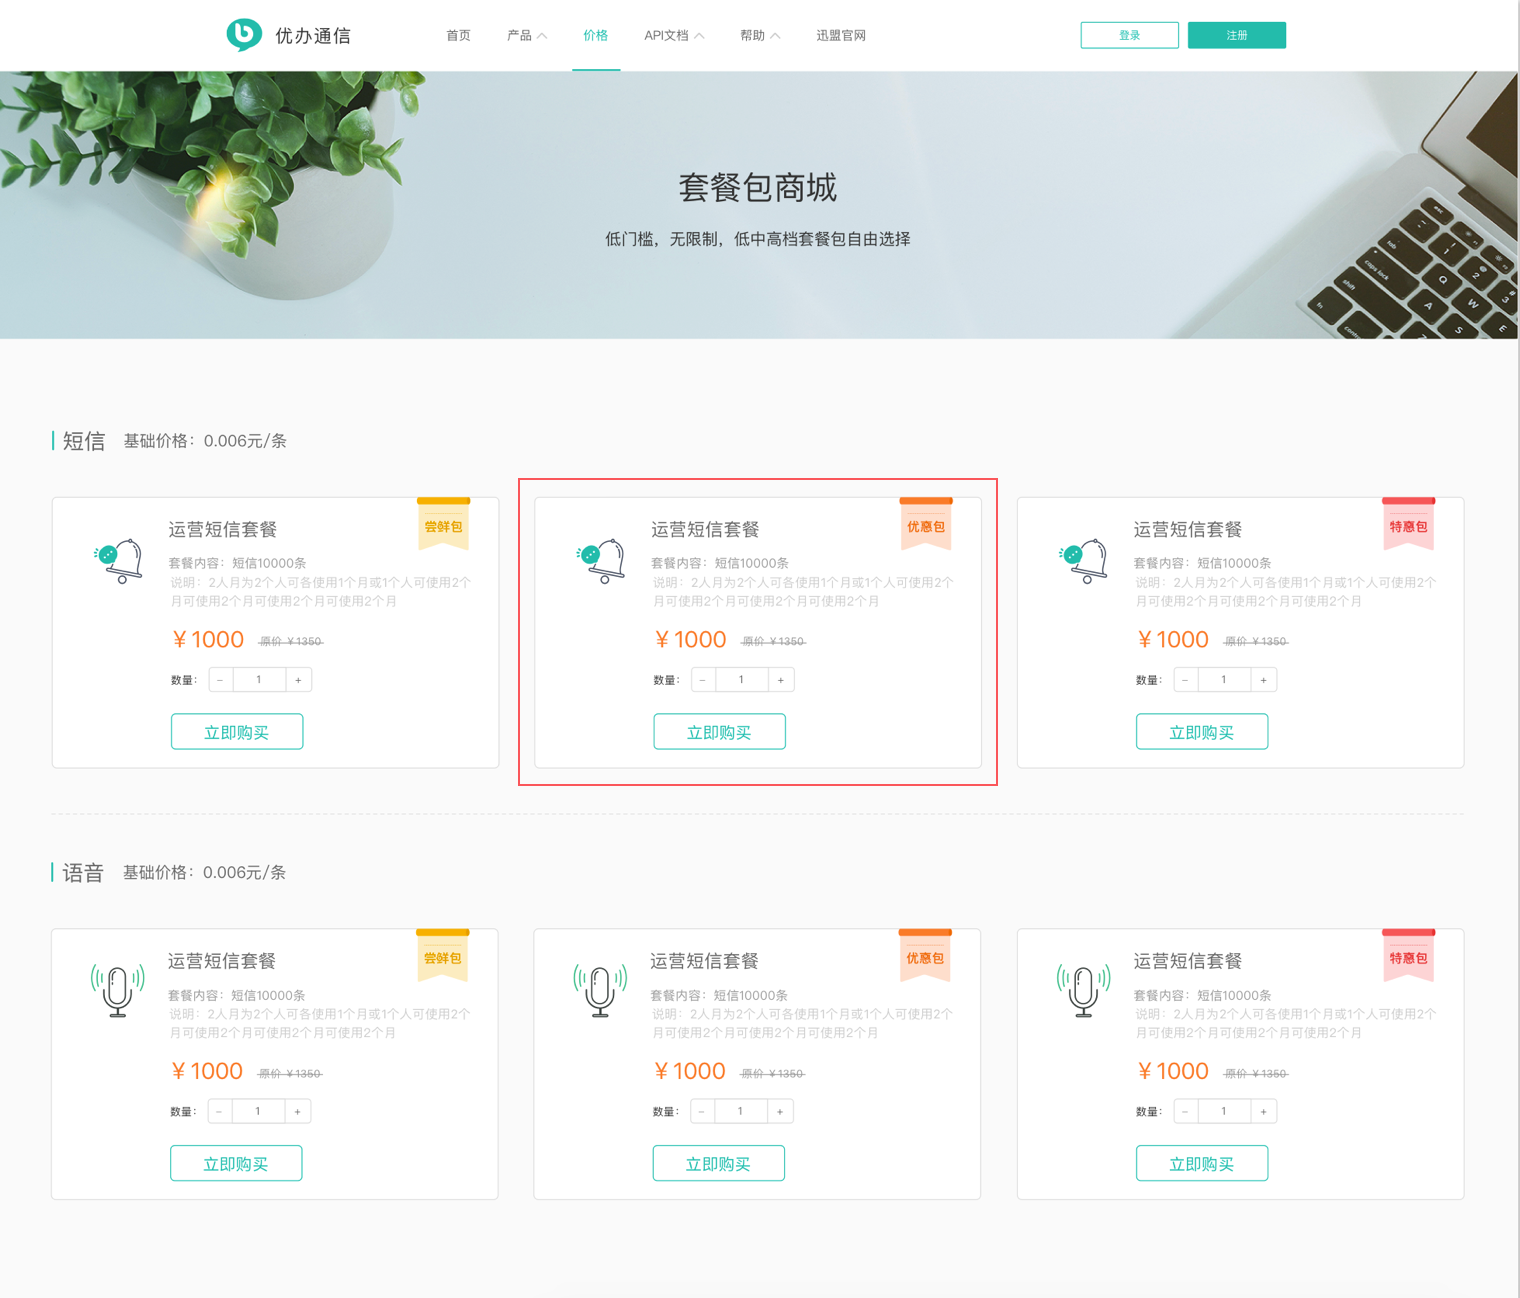 优办通信
首页 产品 价格 API文档 帮助 迅盟官网 登录 注册
套餐包商城
低门槛，无限制，低中高档套餐包自由选择
短信 基础价格：0.006元/条
尝鲜包
运营短信套餐
套餐内容：短信10000条
说明：2人月为2个人可各使用1个月或1个人可使用2个
月可使用2个月可使用2个月可使用2个月
￥1000 原价 ￥1350
数量： － 1 +
立即购买
优惠包
运营短信套餐
套餐内容：短信10000条
说明：2人月为2个人可各使用1个月或1个人可使用2个
月可使用2个月可使用2个月可使用2个月
￥1000 原价 ￥1350
数量： － 1 +
立即购买
特惠包
运营短信套餐
套餐内容：短信10000条
说明：2人月为2个人可各使用1个月或1个人可使用2个
月可使用2个月可使用2个月可使用2个月
￥1000 原价 ￥1350
数量： － 1 +
立即购买
语音 基础价格：0.006元/条
尝鲜包
运营短信套餐
套餐内容：短信10000条
说明：2人月为2个人可各使用1个月或1个人可使用2个
月可使用2个月可使用2个月可使用2个月
￥1000 原价 ￥1350
数量： － 1 +
立即购买
优惠包
运营短信套餐
套餐内容：短信10000条
说明：2人月为2个人可各使用1个月或1个人可使用2个
月可使用2个月可使用2个月可使用2个月
￥1000 原价 ￥1350
数量： － 1 +
立即购买
特惠包
运营短信套餐
套餐内容：短信10000条
说明：2人月为2个人可各使用1个月或1个人可使用2个
月可使用2个月可使用2个月可使用2个月
￥1000 原价 ￥1350
数量： － 1 +
立即购买